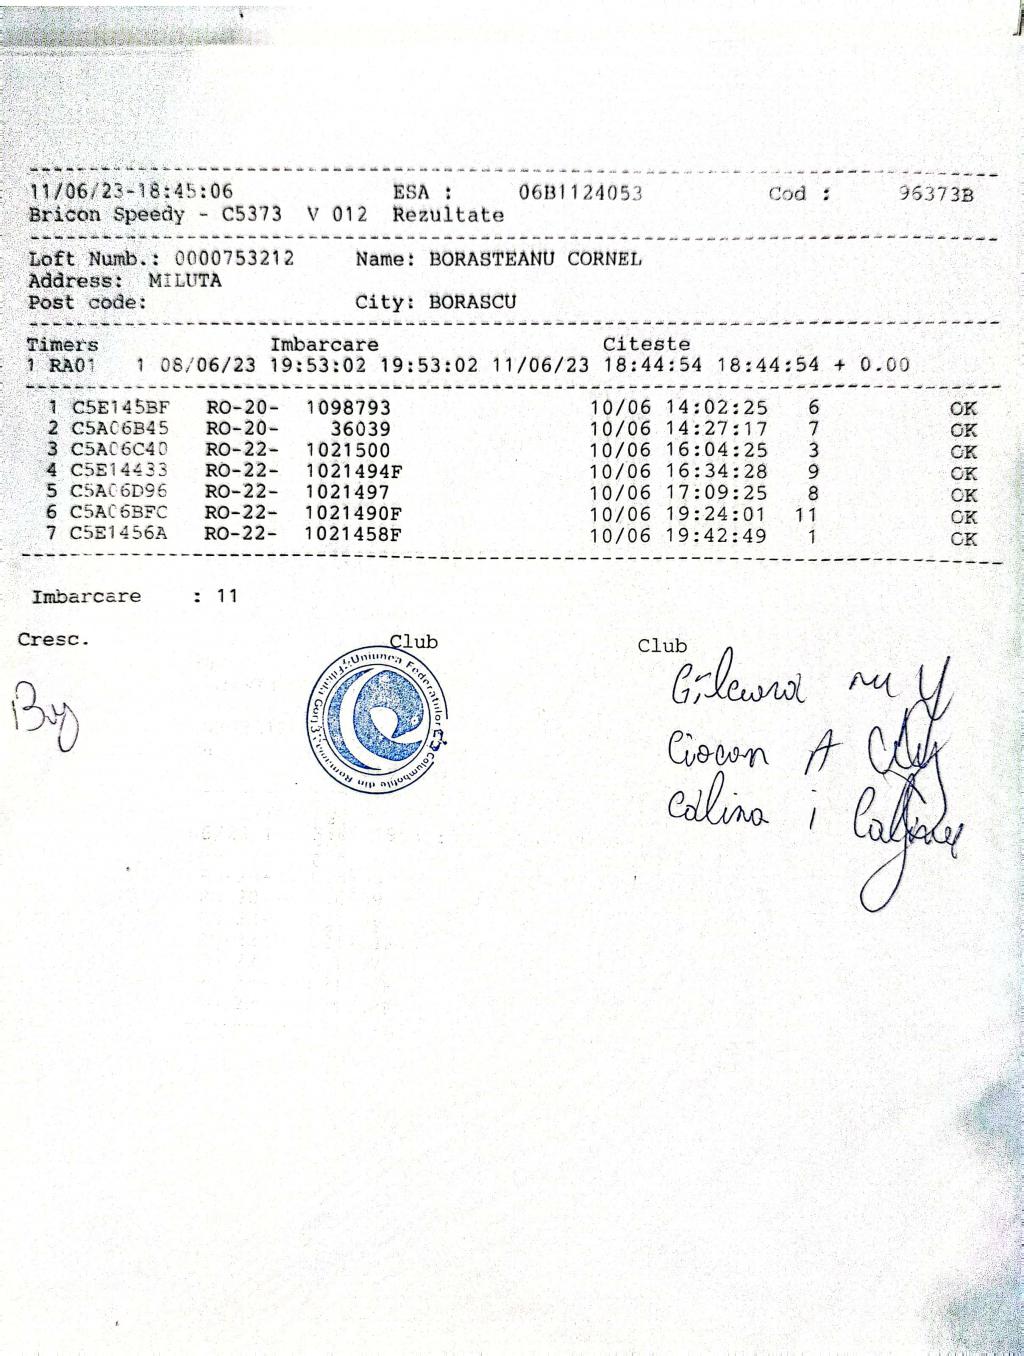 11/06/23-18:45:06 ESA : 06B1124053 Cod : 96373B
Bricon Speedy - C5373 V 012 Rezultate
Loft Numb.: 0000753212 Name: BORASTEANU CORNEL
Address: MILUTA
Post code: City: BORASCU
Timers Imbarcare Citeste
1 RA01 1 08/06/23 19:53:02 19:53:02 11/06/23 18:44:54 18:44:54 + 0.00
1 C5E145BF RO-20- 1098793 10/06 14:02:25 6 OK
2 C5A06B45 RO-20- 36039 10/06 14:27:17 7 OK
3 C5A06C40 RO-22- 1021500 10/06 16:04:25 3 OK
4 C5E14433 RO-22- 1021494F 10/06 16:34:28 9 OK
5 C5A06D96 RO-22- 1021497 10/06 17:09:25 8 OK
6 C5A06BFC RO-22- 1021490F 10/06 19:24:01 11 OK
7 C5E1456A RO-22- 1021458F 10/06 19:42:49 1 OK
Imbarcare : 11
Cresc. Club Club
Uniunea Federatiilor Columbofile din Romania
Ciocan A
Calina i